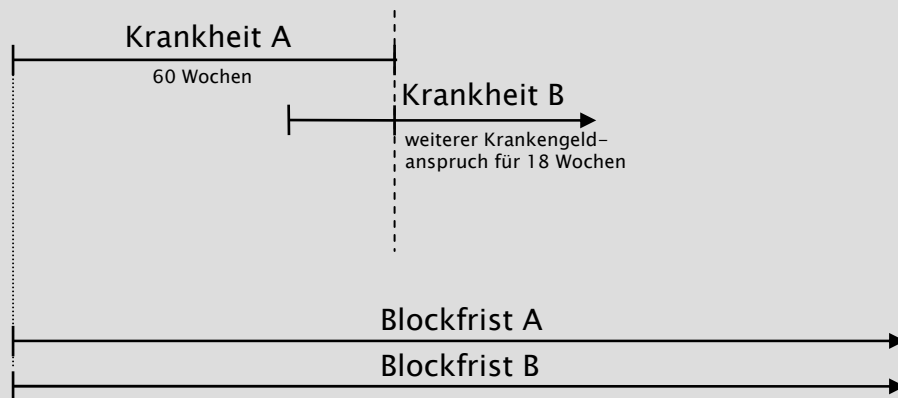 Krankheit A
60 Wochen
Krankheit B
weiterer Krankengeld-
anspruch für 18 Wochen
Blockfrist A
Blockfrist B